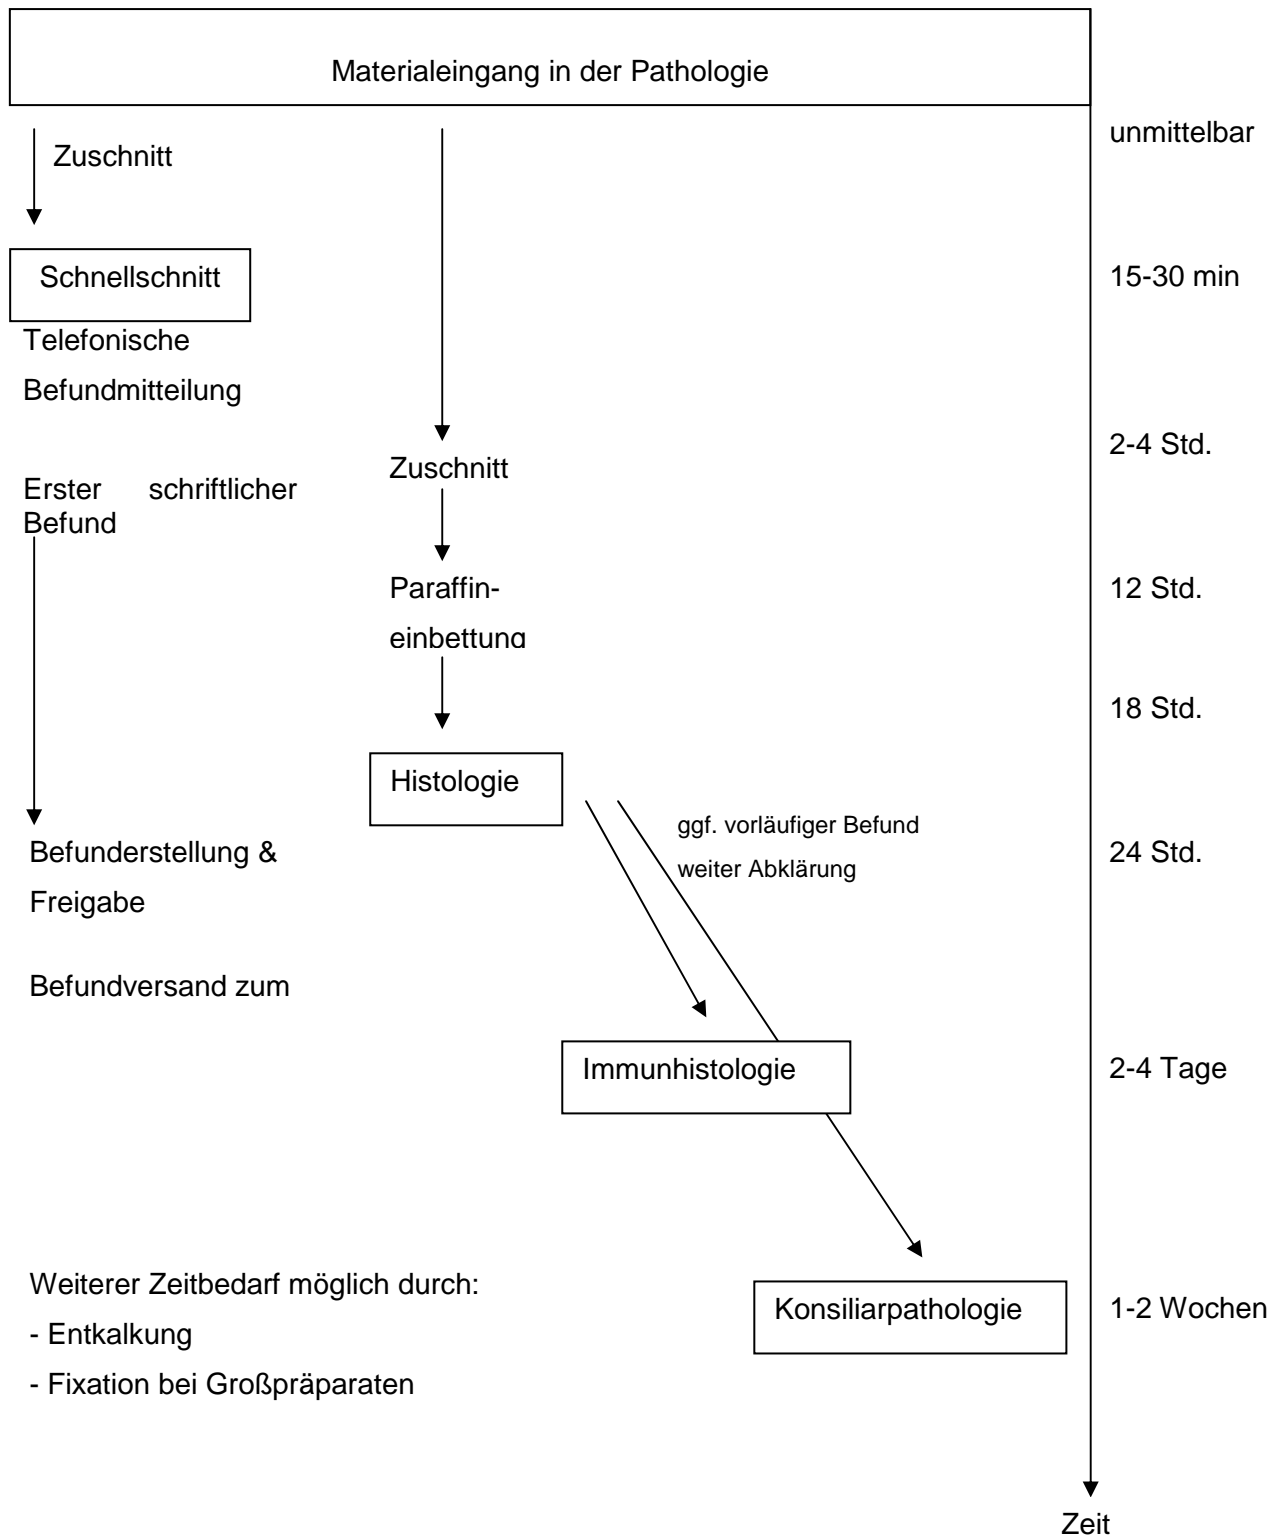 Materialeingang in der Pathologie
unmittelbar
Zuschnitt
Schnellschnitt
15-30 min
Telefonische
Befundmitteilung
2-4 Std.
Zuschnitt
Erster schriftlicher
Befund
Paraffin-
einbettung
12 Std.
18 Std.
Histologie
ggf. vorläufiger Befund
weiter Abklärung
Befunderstellung &
Freigabe
24 Std.
Befundversand zum
Immunhistologie
2-4 Tage
Weiterer Zeitbedarf möglich durch:
- Entkalkung
- Fixation bei Großpräparaten
Konsiliarpathologie
1-2 Wochen
Zeit